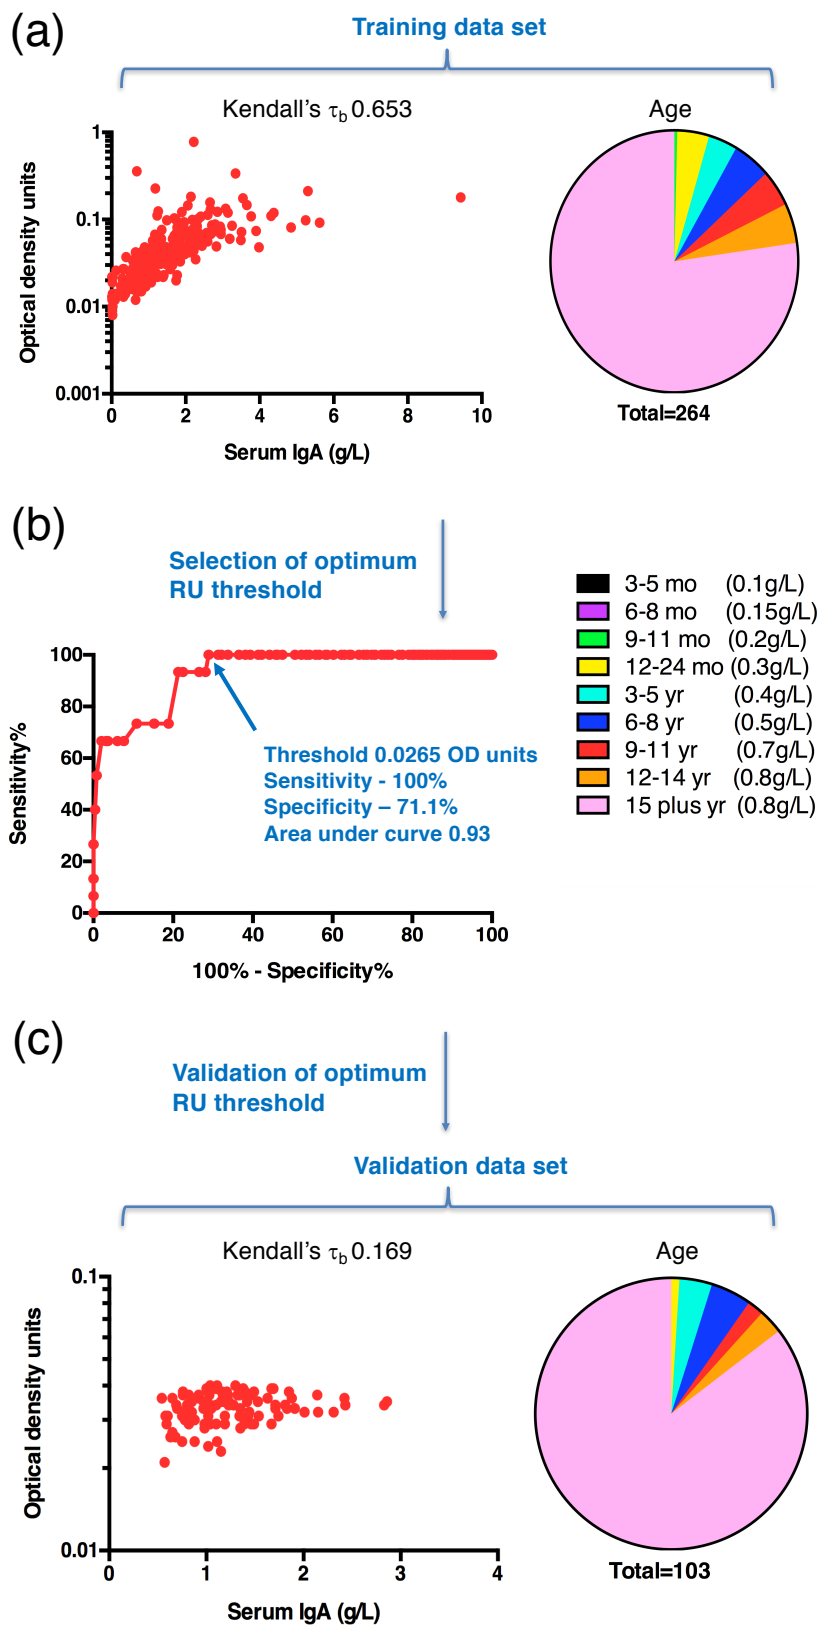 (a)
Training data set
Kendall's τb 0.653
Age
Optical density units
1
0.1
0.01
0.001
0 2 4 6 8 10
Serum IgA (g/L)
Total=264
(b)
Selection of optimum
RU threshold
3-5 mo (0.1g/L)
6-8 mo (0.15g/L)
9-11 mo (0.2g/L)
12-24 mo (0.3g/L)
3-5 yr (0.4g/L)
6-8 yr (0.5g/L)
9-11 yr (0.7g/L)
12-14 yr (0.8g/L)
15 plus yr (0.8g/L)
Sensitivity%
100
80
60
40
20
0
0 20 40 60 80 100
100% - Specificity%
Threshold 0.0265 OD units
Sensitivity - 100%
Specificity – 71.1%
Area under curve 0.93
(c)
Validation of optimum
RU threshold
Validation data set
Kendall's τb 0.169
Age
Optical density units
0.1
0.01
0 1 2 3 4
Serum IgA (g/L)
Total=103